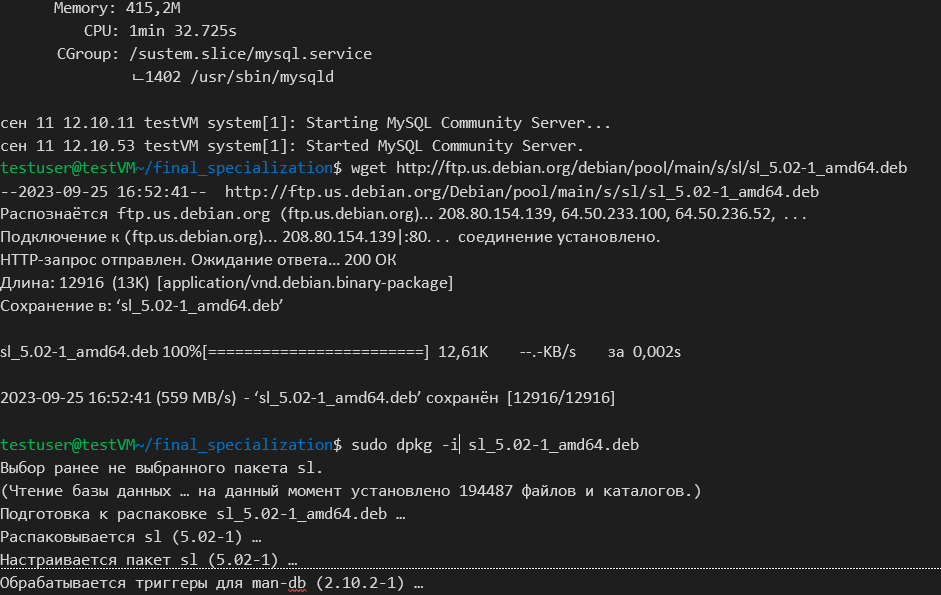 Memory: 415,2M
CPU: 1min 32.725s
CGroup: /sustem.slice/mysql.service
∟1402 /usr/sbin/mysqld
сен 11 12.10.11 testVM system[1]: Starting MySQL Community Server...
сен 11 12.10.53 testVM system[1]: Started MySQL Community Server.
testuser@testVM~/final_specialization$ wget http://ftp.us.debian.org/debian/pool/main/s/sl/sl_5.02-1_amd64.deb
--2023-09-25 16:52:41-- http://ftp.us.debian.org/Debian/pool/main/s/sl/sl_5.02-1_amd64.deb
Распознаётся ftp.us.debian.org (ftp.us.debian.org)… 208.80.154.139, 64.50.233.100, 64.50.236.52, ...
Подключение к (ftp.us.debian.org)… 208.80.154.139|:80... соединение установлено.
HTTP-запрос отправлен. Ожидание ответа… 200 ОК
Длина: 12916 (13K) [application/vnd.debian.binary-package]
Сохранение в: ‘sl_5.02-1_amd64.deb’
sl_5.02-1_amd64.deb 100%[========================] 12,61K --.-KB/s за 0,002s
2023-09-25 16:52:41 (559 MB/s) - ‘sl_5.02-1_amd64.deb’ сохранён [12916/12916]
testuser@testVM~/final_specialization$ sudo dpkg -i sl_5.02-1_amd64.deb
Выбор ранее не выбранного пакета sl.
(Чтение базы данных … на данный момент установлено 194487 файлов и каталогов.)
Подготовка к распаковке sl_5.02-1_amd64.deb …
Распаковывается sl (5.02-1) …
Настраивается пакет sl (5.02-1) …
Обрабатывается триггеры для man-db (2.10.2-1) …